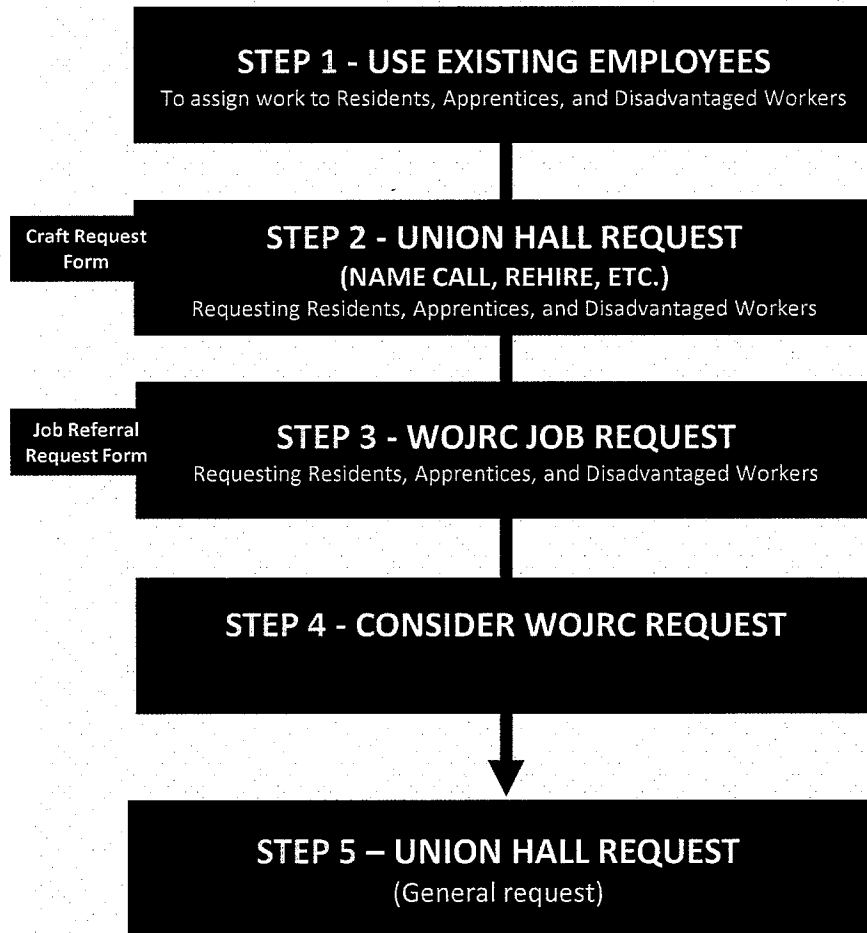 STEP 1 - USE EXISTING EMPLOYEES
To assign work to Residents, Apprentices, and Disadvantaged Workers
Craft Request
Form
STEP 2 - UNION HALL REQUEST
(NAME CALL, REHIRE, ETC.)
Requesting Residents, Apprentices, and Disadvantaged Workers
Job Referral
Request Form
STEP 3 - WOJRC JOB REQUEST
Requesting Residents, Apprentices, and Disadvantaged Workers
STEP 4 - CONSIDER WOJRC REQUEST
STEP 5 – UNION HALL REQUEST
(General request)